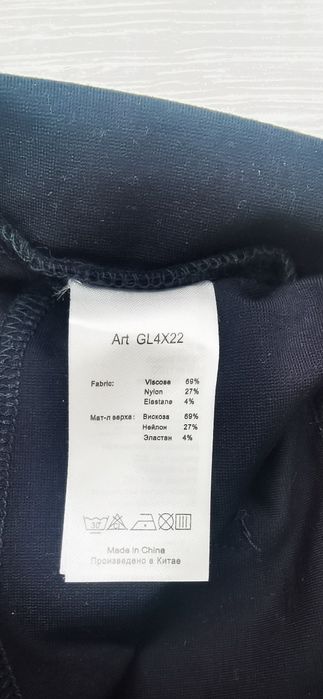 Art GL4X22
Fabric: Viscose 69%
Nylon 27%
Elastane 4%
Мат-л верха: Вискоза 69%
Нейлон 27%
Эластан 4%
30
Made in China
Произведено в Китае